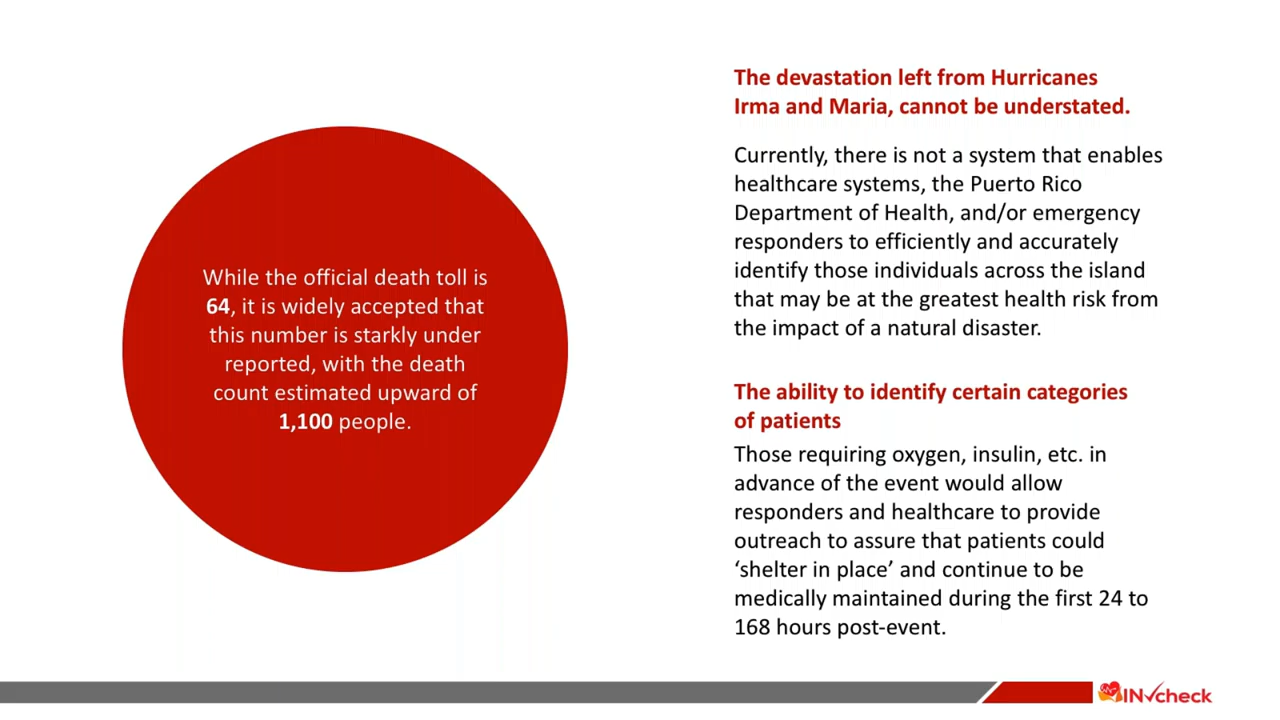 While the official death toll is
64, it is widely accepted that
this number is starkly under
reported, with the death
count estimated upward of
1,100 people.
The devastation left from Hurricanes
Irma and Maria, cannot be understated.
Currently, there is not a system that enables
healthcare systems, the Puerto Rico
Department of Health, and/or emergency
responders to efficiently and accurately
identify those individuals across the island
that may be at the greatest health risk from
the impact of a natural disaster.
The ability to identify certain categories
of patients
Those requiring oxygen, insulin, etc. in
advance of the event would allow
responders and healthcare to provide
outreach to assure that patients could
‘shelter in place’ and continue to be
medically maintained during the first 24 to
168 hours post-event.
IN✓check